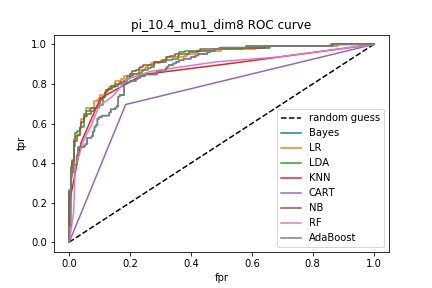 pi_10.4_mu1_dim8 ROC curve
tpr
1.0
0.8
0.6
0.4
0.2
0.0
random guess
Bayes
LR
LDA
KNN
CART
NB
RF
AdaBoost
0.0 0.2 0.4 0.6 0.8 1.0
fpr